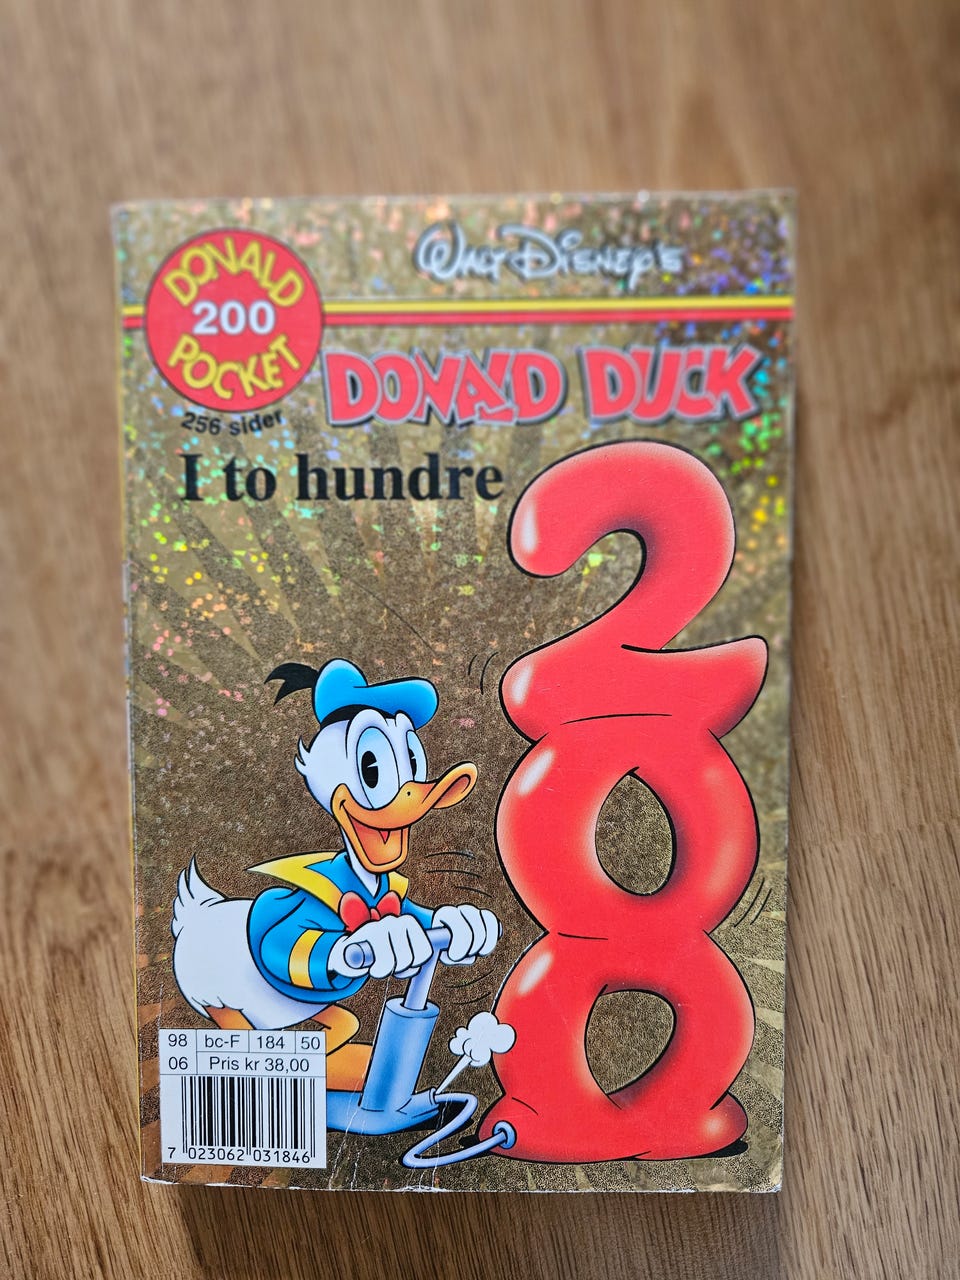 WALT DISNEY'S
DONALD
200
POCKET
256 sider
DONALD DUCK
I to hundre
200
98 bc-F 184 50
06 Pris kr 38,00
7 023062 031846